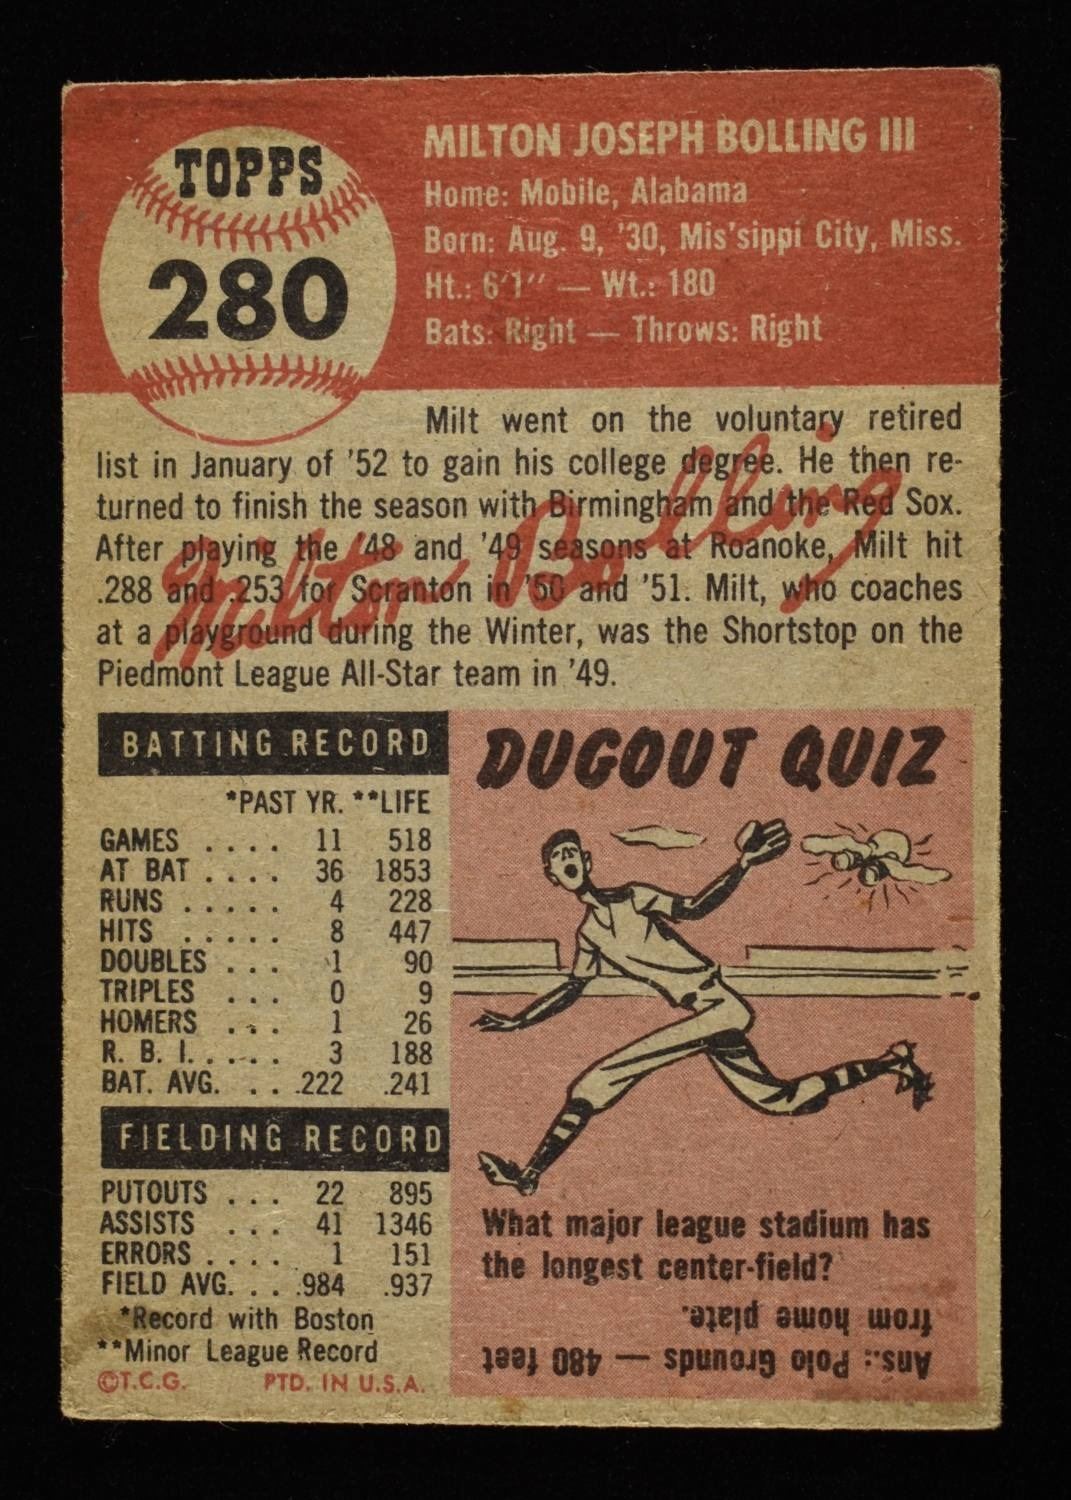 TOPPS
280
MILTON JOSEPH BOLLING III
Home: Mobile, Alabama
Born: Aug. 9, '30, Mis'sippi City, Miss.
Ht.: 6'1" — Wt.: 180
Bats: Right — Throws: Right
Milt went on the voluntary retired
list in January of '52 to gain his college degree. He then re-
turned to finish the season with Birmingham and the Red Sox.
After playing the '48 and '49 seasons at Roanoke, Milt hit
.288 and .253 for Scranton in '50 and '51. Milt, who coaches
at a playground during the Winter, was the Shortstop on the
Piedmont League All-Star team in '49.
Milton Bolling
BATTING RECORD
*PAST YR. **LIFE
GAMES .... 11 518
AT BAT .... 36 1853
RUNS ..... 4 228
HITS ..... 8 447
DOUBLES ... 1 90
TRIPLES ... 0 9
HOMERS ... 1 26
R. B. I. .... 3 188
BAT. AVG. ... .222 .241
FIELDING RECORD
PUTOUTS ... 22 895
ASSISTS ... 41 1346
ERRORS .... 1 151
FIELD AVG. .. .984 .937
*Record with Boston
**Minor League Record
©T.C.G. PTD. IN U.S.A.
DUGOUT QUIZ
What major league stadium has
the longest center-field?
Ans.: Polo Grounds — 480 feet
from home plate.